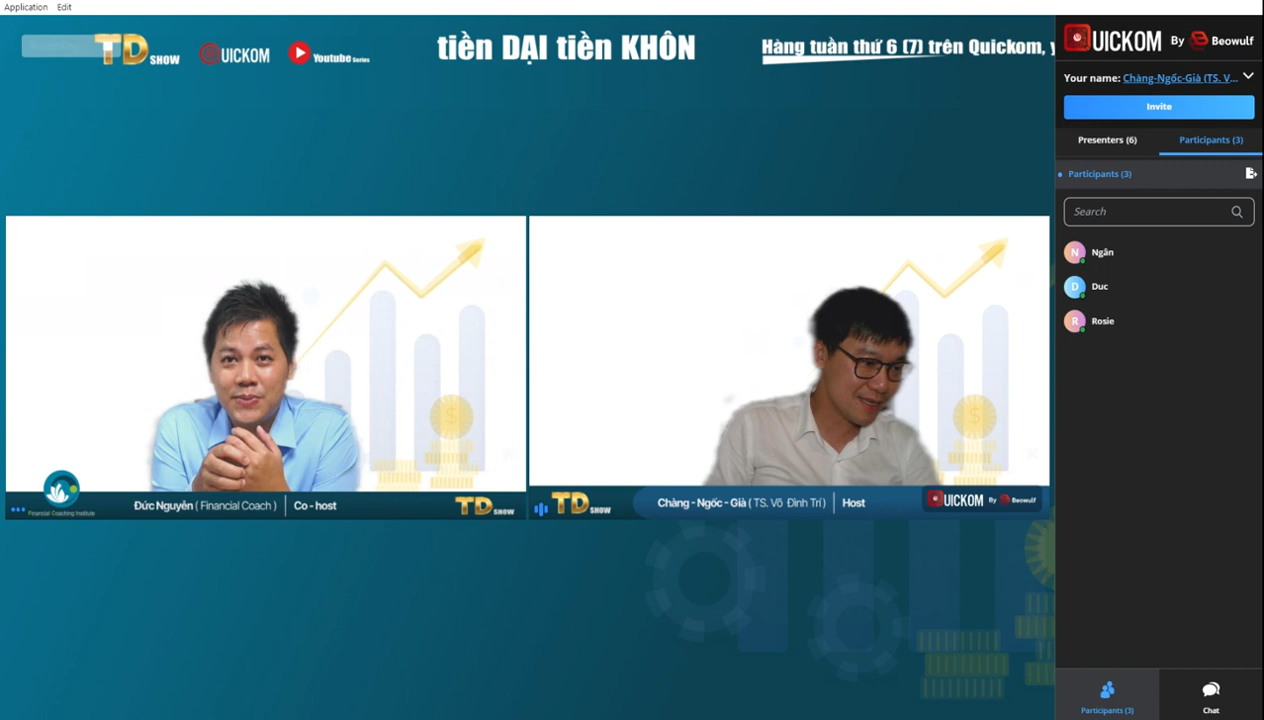 Application Edit
TD SHOW
QUICKOM
Youtube Series
tiền DẠI tiền KHÔN
Hàng tuần thứ 6 (7) trên Quickom, y
QUICKOM By Beowulf
Your name: Chàng-Ngốc-Già (TS. V...
Invite
Presenters (6) Participants (3)
Participants (3)
Search
N Ngân
D Duc
R Rosie
Financial Coaching Institute
Đức Nguyễn ( Financial Coach ) Co - host
TD SHOW
TD SHOW
Chàng - Ngốc - Già ( TS. Võ Đình Trí ) Host
QUICKOM By Beowulf
Participants (3) Chat